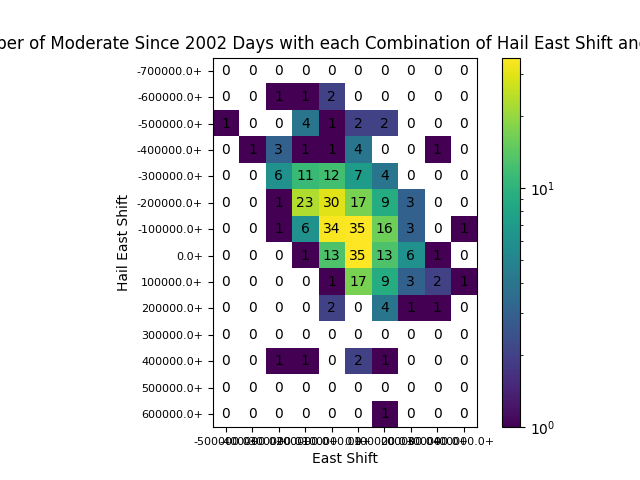 ber of Moderate Since 2002 Days with each Combination of Hail East Shift an
-700000.0+ 0 0 0 0 0 0 0 0 0 0
-600000.0+ 0 0 1 1 2 0 0 0 0 0
-500000.0+ 1 0 0 4 1 2 2 0 0 0
-400000.0+ 0 1 3 1 1 4 0 0 1 0
-300000.0+ 0 0 6 11 12 7 4 0 0 0
-200000.0+ 0 0 1 23 30 17 9 3 0 0
-100000.0+ 0 0 1 6 34 35 16 3 0 1
0.0+ 0 0 0 1 13 35 13 6 1 0
100000.0+ 0 0 0 0 1 17 9 3 2 1
200000.0+ 0 0 0 0 2 0 4 1 1 0
300000.0+ 0 0 0 0 0 0 0 0 0 0
400000.0+ 0 0 1 1 0 2 1 0 0 0
500000.0+ 0 0 0 0 0 0 0 0 0 0
600000.0+ 0 0 0 0 0 0 1 0 0 0
Hail East Shift
East Shift
10¹
10⁰